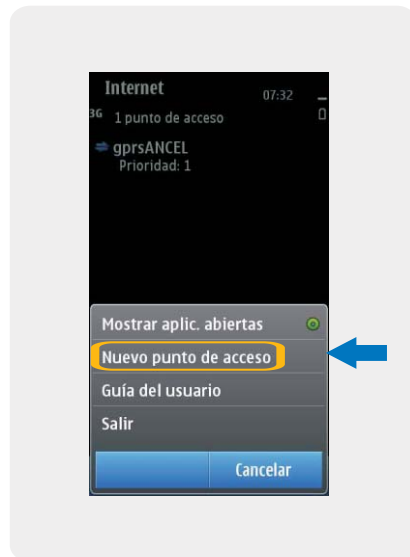 Internet
07:32
3G
1 punto de acceso
gprsANCEL
Prioridad: 1
Mostrar aplic. abiertas
Nuevo punto de acceso
Guía del usuario
Salir
Cancelar